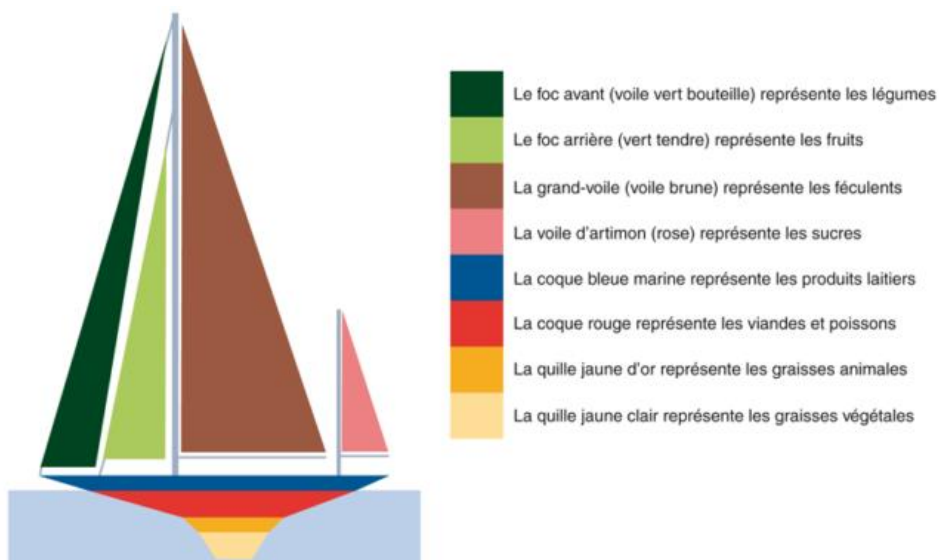 Le foc avant (voile vert bouteille) représente les légumes
Le foc arrière (vert tendre) représente les fruits
La grand-voile (voile brune) représente les féculents
La voile d'artimon (rose) représente les sucres
La coque bleue marine représente les produits laitiers
La coque rouge représente les viandes et poissons
La quille jaune d'or représente les graisses animales
La quille jaune clair représente les graisses végétales